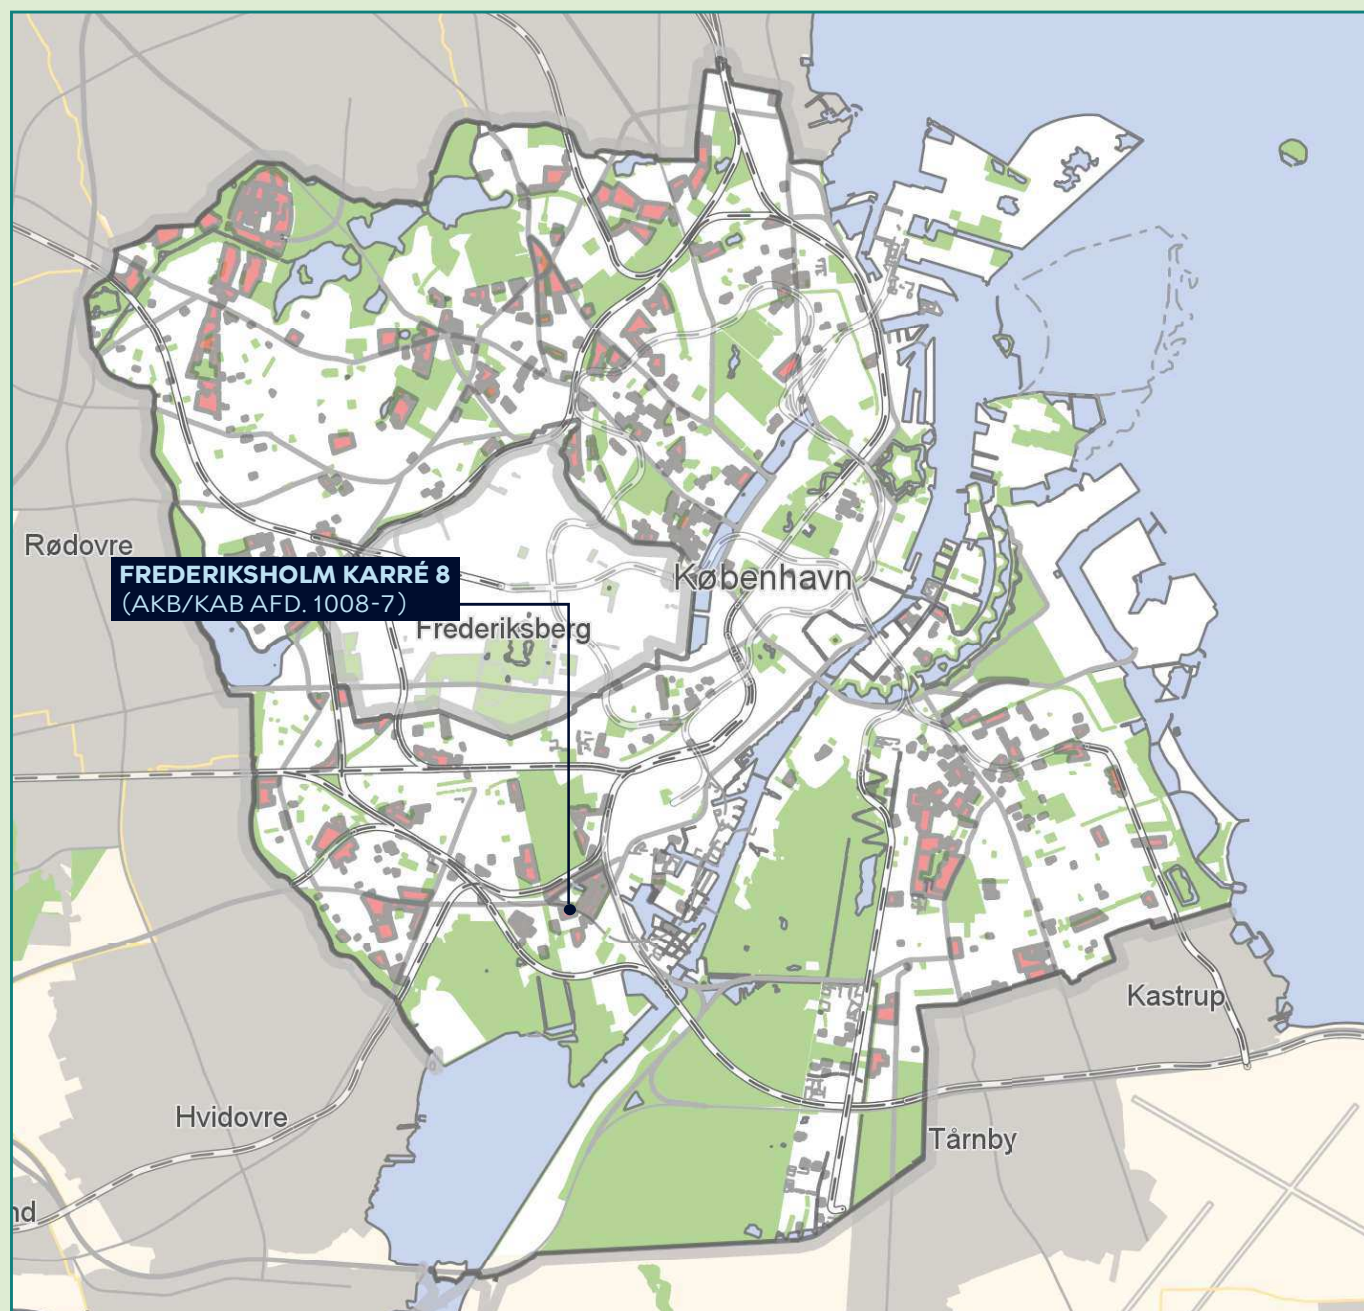 Rødovre
FREDERIKSHOLM KARRÉ 8
(AKB/KAB AFD. 1008-7)
København
Frederiksberg
Kastrup
Hvidovre
Tårnby
nd